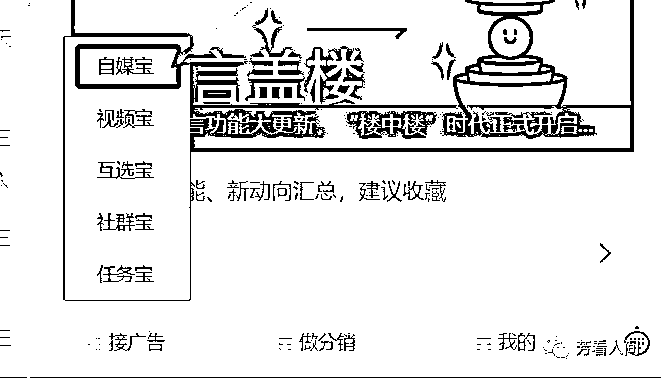 自媒宝
视频宝
互选宝
社群宝
任务宝
言盖楼
言功能大更新，“楼中楼”时代正式开启...
能、新动向汇总，建议收藏
接广告
做分销
我的
芳看人间